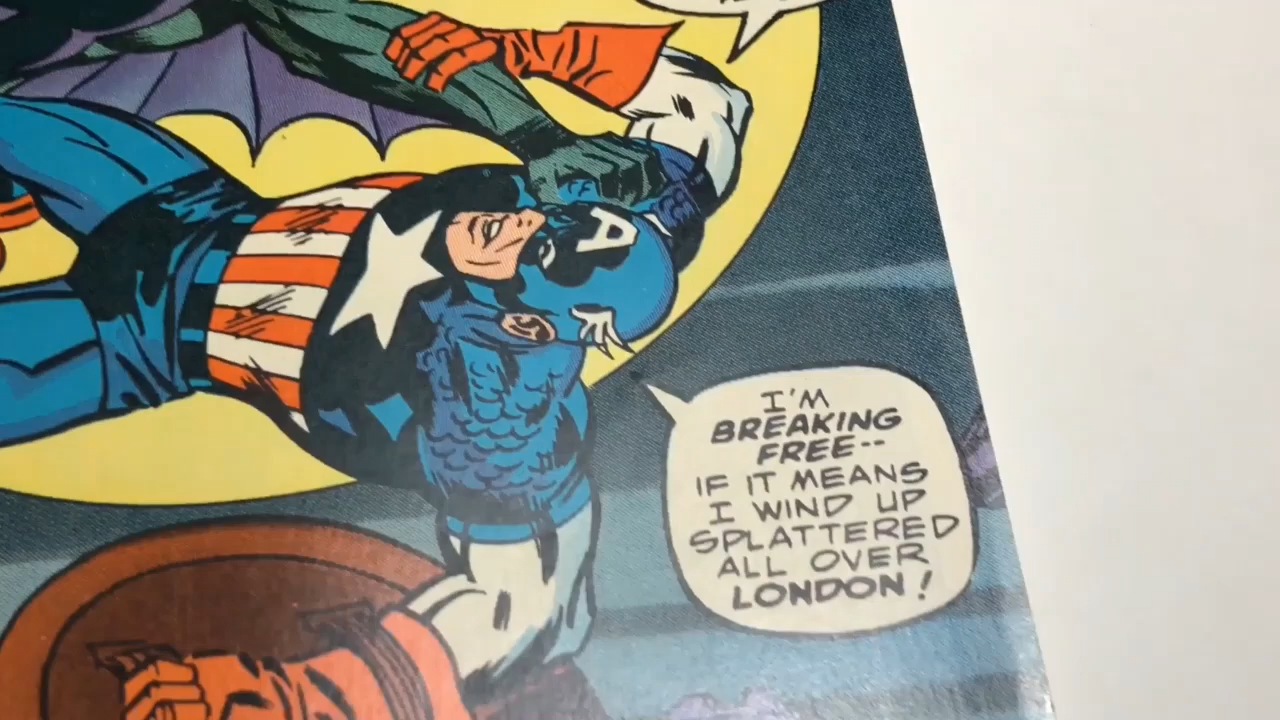 A
I'M
BREAKING
FREE--
IF IT MEANS
I WIND UP
SPLATTERED
ALL OVER
LONDON!